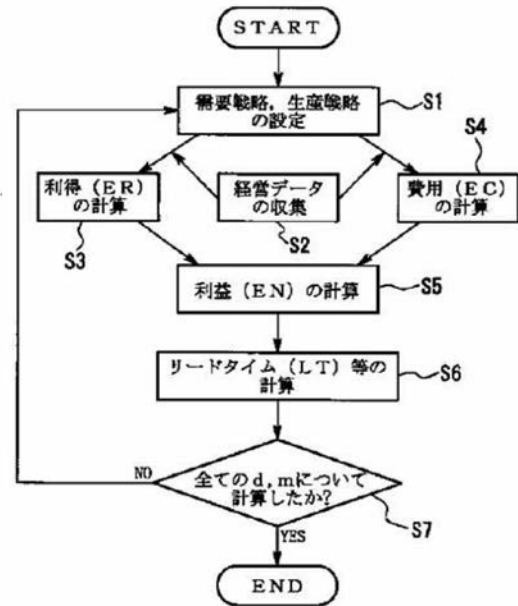 START
需要戦略,生産戦略
の設定
S1
S4
利得(ER)
の計算
経営データ
の収集
費用(EC)
の計算
S3
S2
利益(EN)の計算
S5
リードタイム(LT)等の
計算
S6
NO
全てのd,mについて
計算したか?
S7
YES
END